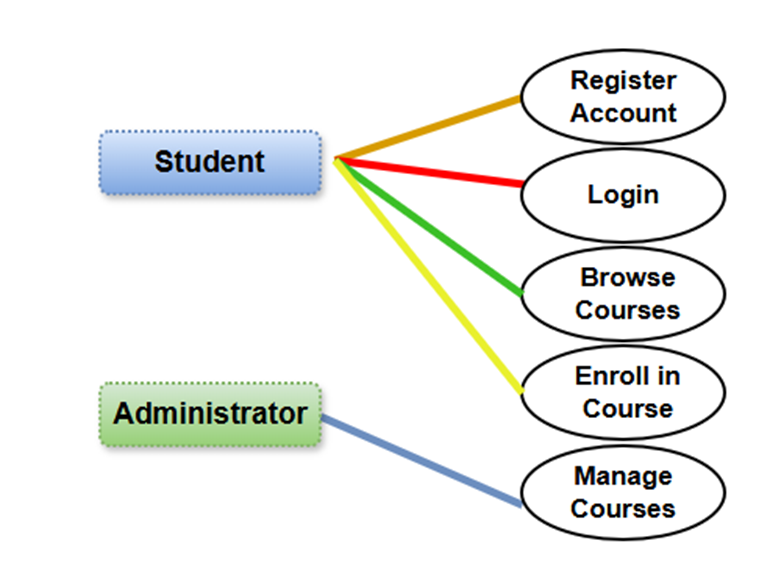 Student
Administrator
Register
Account
Login
Browse
Courses
Enroll in
Course
Manage
Courses